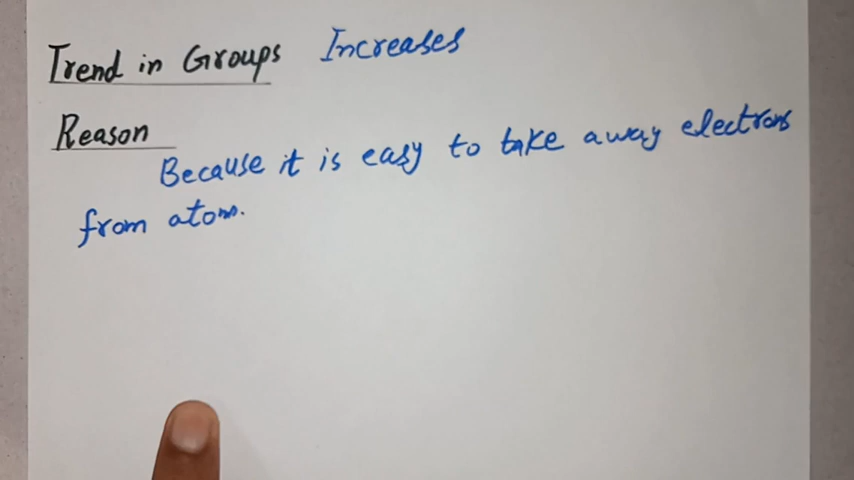 Trend in Groups Increases
Reason
Because it is easy to take away electrons
from atom.